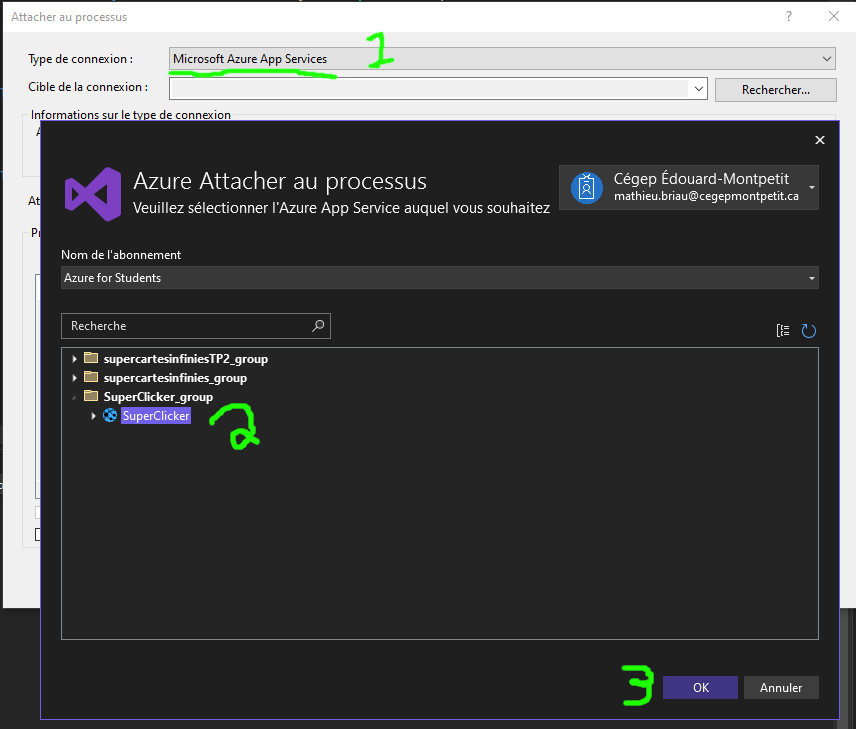 Attacher au processus
Type de connexion :
Microsoft Azure App Services
1
Cible de la connexion :
Rechercher...
Informations sur le type de connexion
Azure Attacher au processus
Veuillez sélectionner l'Azure App Service auquel vous souhaitez
Cégep Édouard-Montpetit
mathieu.briau@cegepmontpetit.ca
Nom de l'abonnement
Azure for Students
Recherche
supercartesinfiniesTP2_group
supercartesinfinies_group
SuperClicker_group
SuperClicker
2
3
OK
Annuler